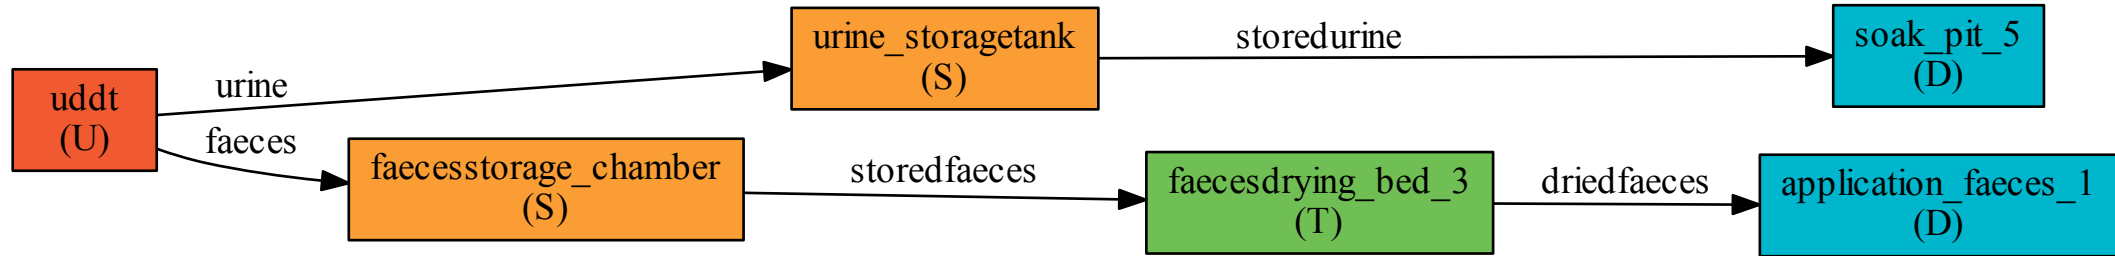 uddt
(U)
urine
faeces
urine_storagetank
(S)
faecesstorage_chamber
(S)
storedurine
storedfaeces
faecesdrying_bed_3
(T)
driedfaeces
soak_pit_5
(D)
application_faeces_1
(D)